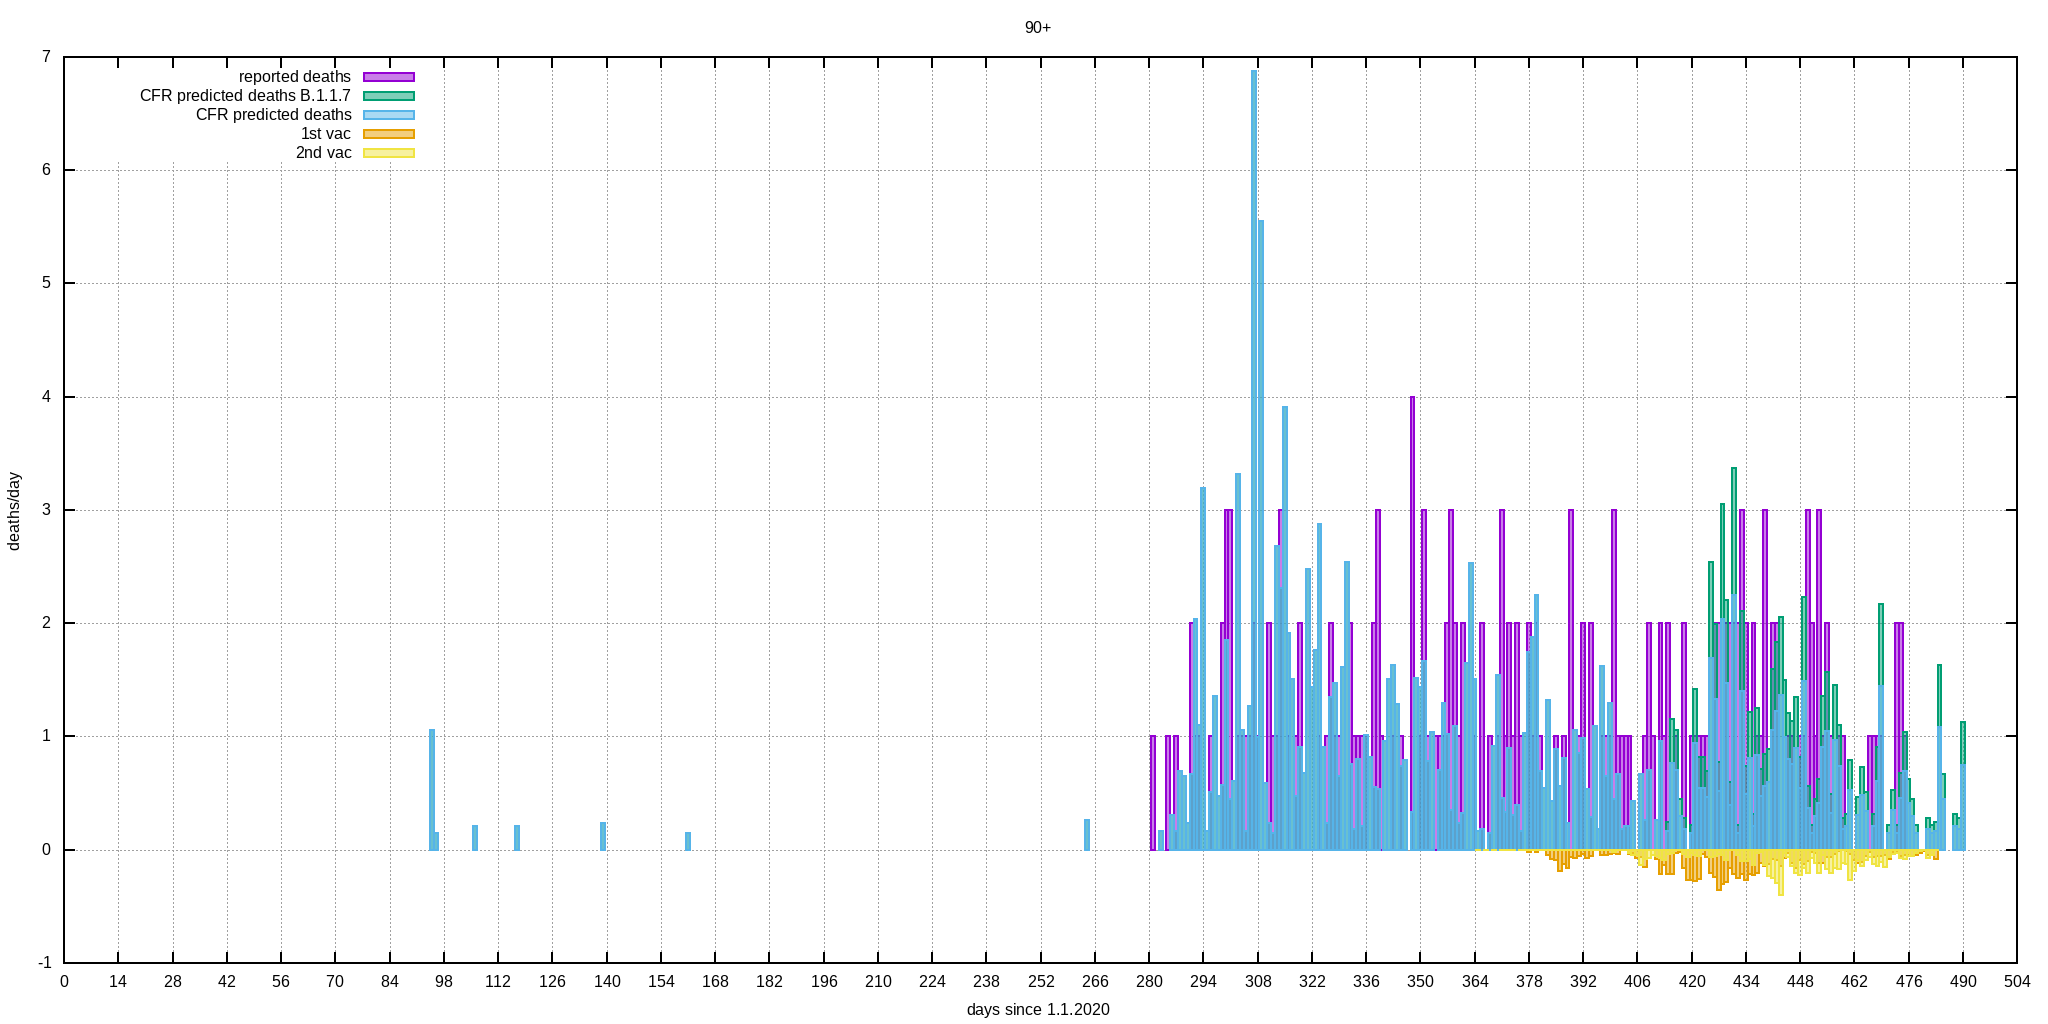 90+
reported deaths
CFR predicted deaths B.1.1.7
CFR predicted deaths
1st vac
2nd vac
7
6
5
4
3
2
1
0
-1
deaths/day
0 14 28 42 56 70 84 98 112 126 140 154 168 182 196 210 224 238 252 266 280 294 308 322 336 350 364 378 392 406 420 434 448 462 476 490 504
days since 1.1.2020